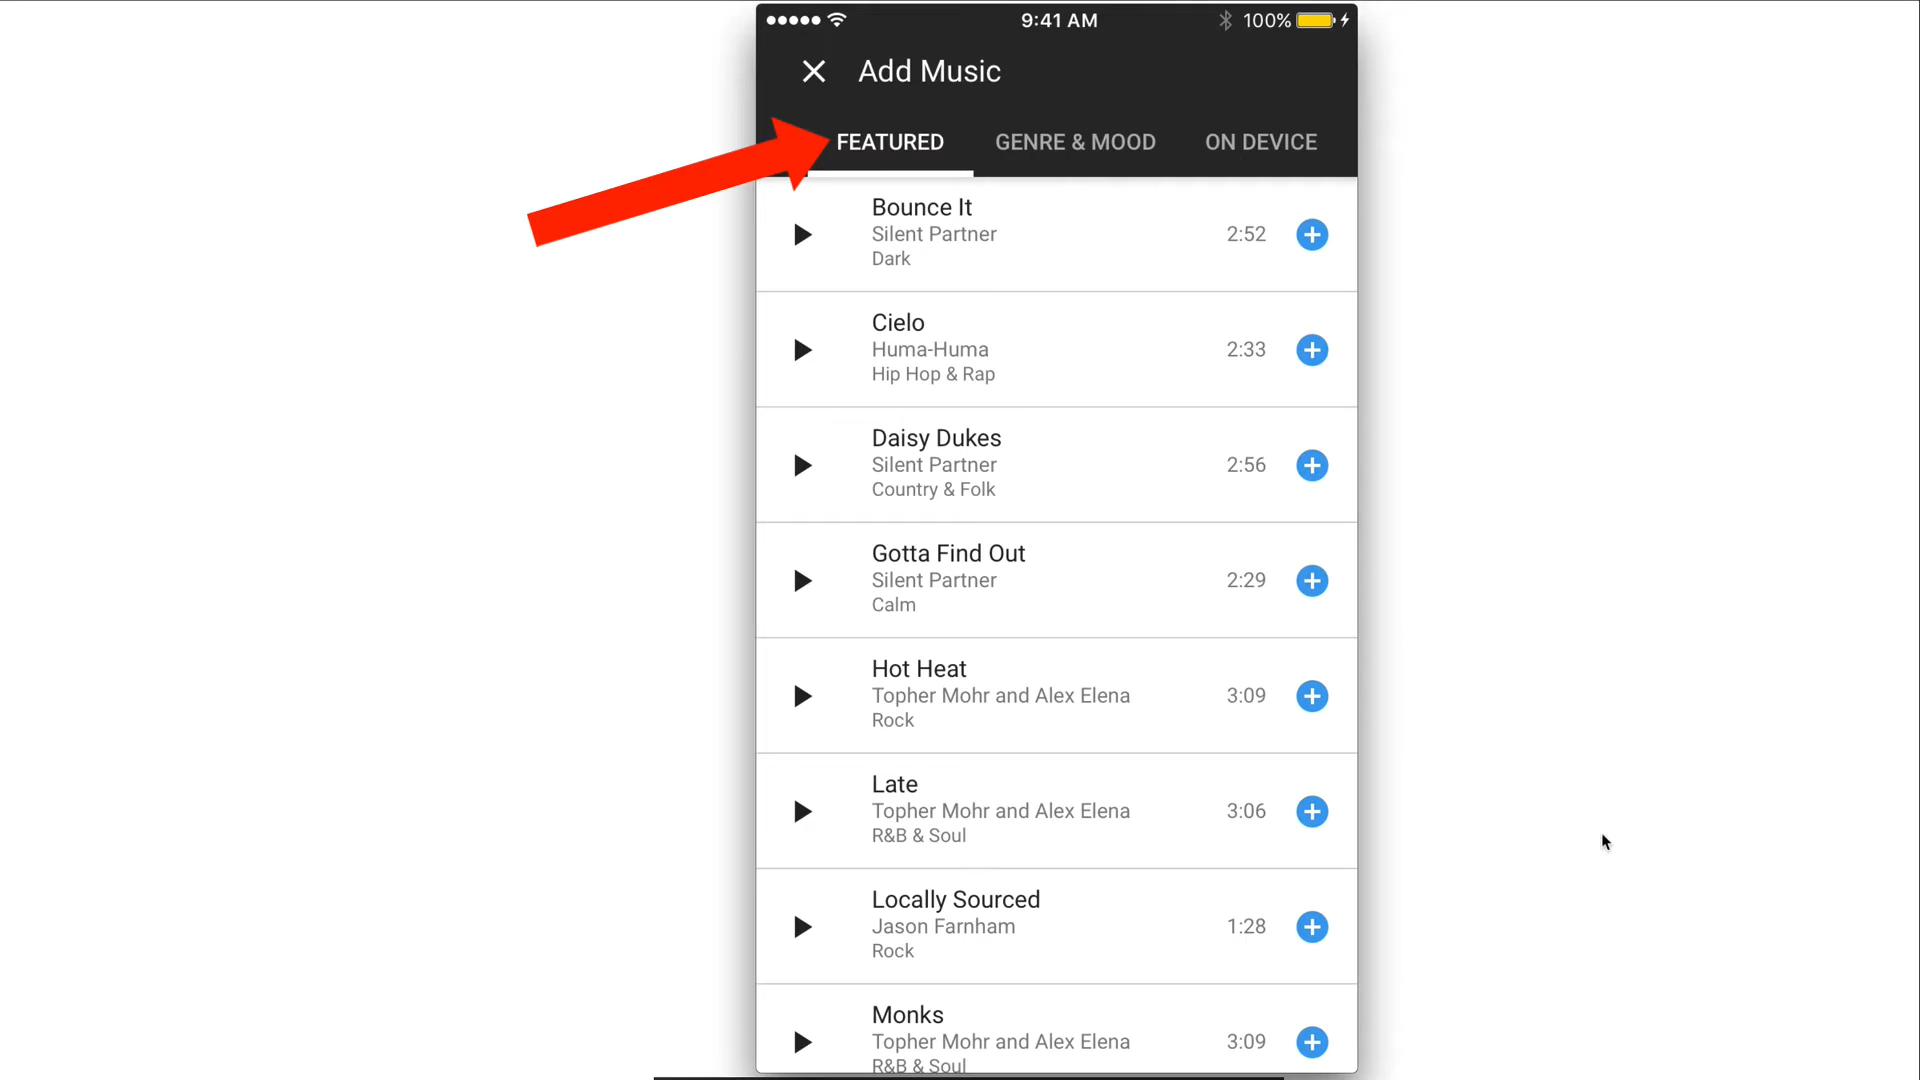 9:41 AM
100%
Add Music
FEATURED
GENRE & MOOD
ON DEVICE
Bounce It
Silent Partner
2:52
Dark
Cielo
Huma-Huma
2:33
Hip Hop & Rap
Daisy Dukes
Silent Partner
2:56
Country & Folk
Gotta Find Out
Silent Partner
2:29
Calm
Hot Heat
Topher Mohr and Alex Elena
3:09
Rock
Late
Topher Mohr and Alex Elena
3:06
R&B & Soul
Locally Sourced
Jason Farnham
1:28
Rock
Monks
Topher Mohr and Alex Elena
3:09
R&B & Soul